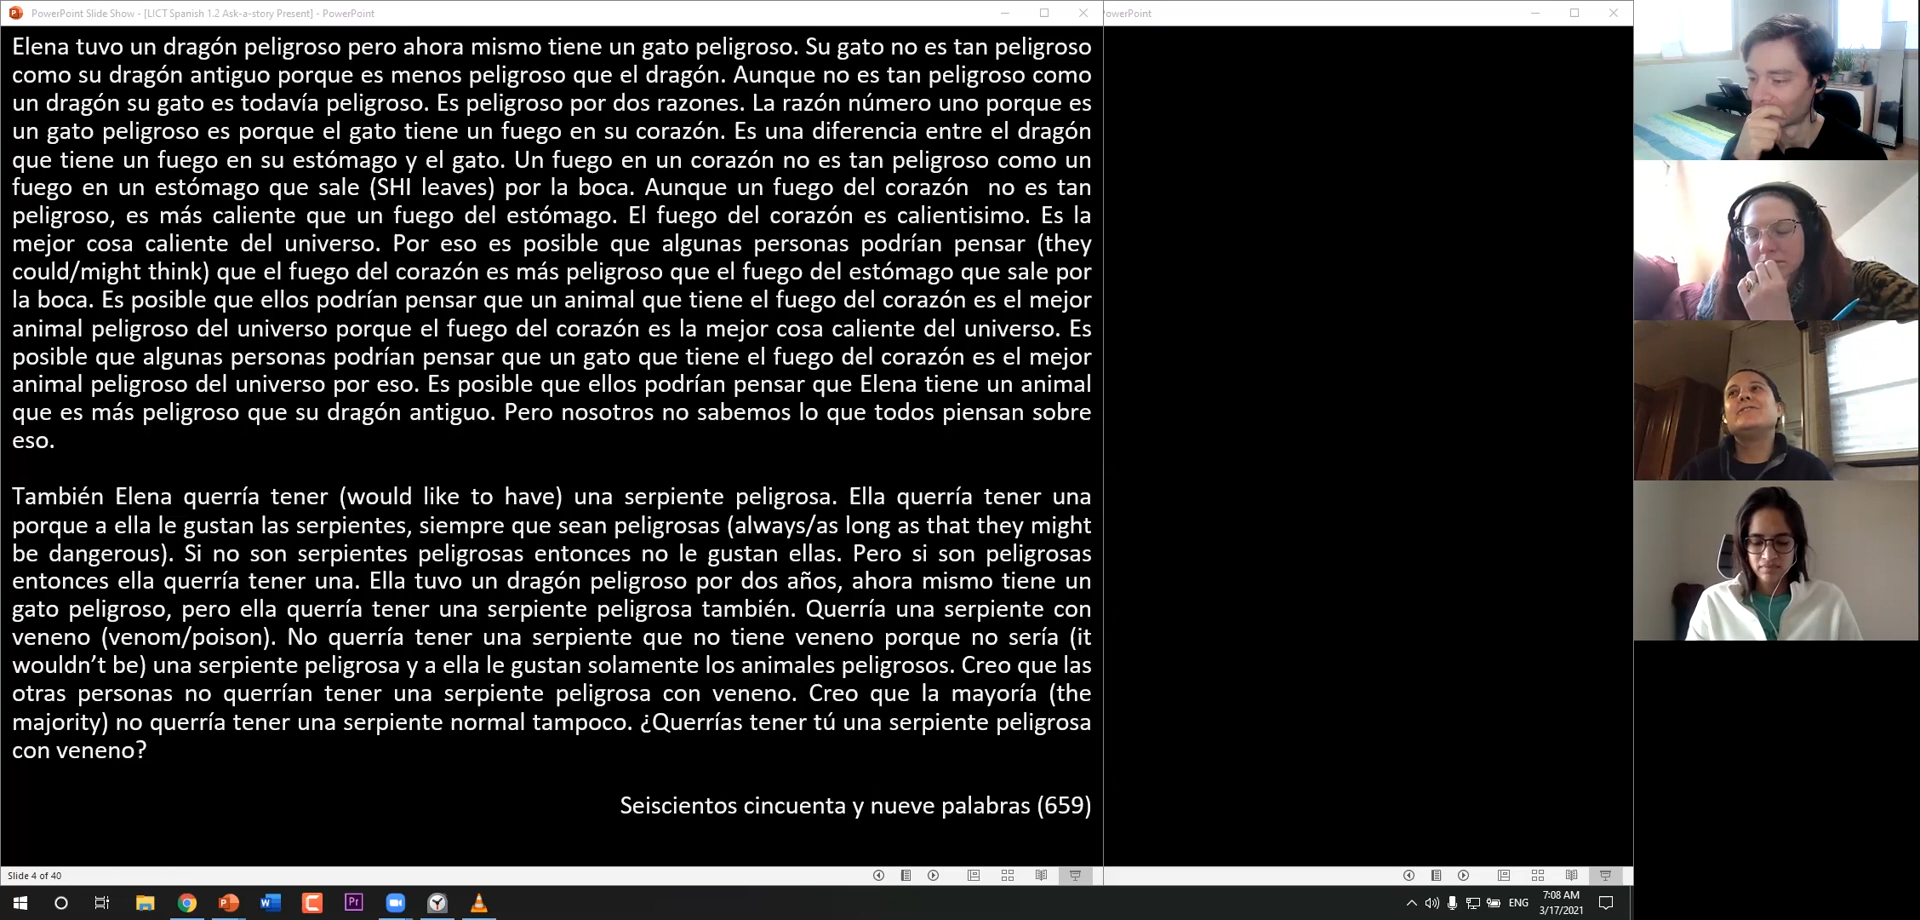 PowerPoint Slide Show - [LICT Spanish 1.2 Ask-a-story Present] - PowerPoint
owerPoint
Elena tuvo un dragón peligroso pero ahora mismo tiene un gato peligroso. Su gato no es tan peligroso
como su dragón antiguo porque es menos peligroso que el dragón. Aunque no es tan peligroso como
un dragón su gato es todavía peligroso. Es peligroso por dos razones. La razón número uno porque es
un gato peligroso es porque el gato tiene un fuego en su corazón. Es una diferencia entre el dragón
que tiene un fuego en su estómago y el gato. Un fuego en un corazón no es tan peligroso como un
fuego en un estómago que sale (SHI leaves) por la boca. Aunque un fuego del corazón no es tan
peligroso, es más caliente que un fuego del estómago. El fuego del corazón es calientisimo. Es la
mejor cosa caliente del universo. Por eso es posible que algunas personas podrían pensar (they
could/might think) que el fuego del corazón es más peligroso que el fuego del estómago que sale por
la boca. Es posible que ellos podrían pensar que un animal que tiene el fuego del corazón es el mejor
animal peligroso del universo porque el fuego del corazón es la mejor cosa caliente del universo. Es
posible que algunas personas podrían pensar que un gato que tiene el fuego del corazón es el mejor
animal peligroso del universo por eso. Es posible que ellos podrían pensar que Elena tiene un animal
que es más peligroso que su dragón antiguo. Pero nosotros no sabemos lo que todos piensan sobre
eso.
También Elena querría tener (would like to have) una serpiente peligrosa. Ella querría tener una
porque a ella le gustan las serpientes, siempre que sean peligrosas (always/as long as that they might
be dangerous). Si no son serpientes peligrosas entonces no le gustan ellas. Pero si son peligrosas
entonces ella querría tener una. Ella tuvo un dragón peligroso por dos años, ahora mismo tiene un
gato peligroso, pero ella querría tener una serpiente peligrosa también. Querría una serpiente con
veneno (venom/poison). No querría tener una serpiente que no tiene veneno porque no sería (it
wouldn't be) una serpiente peligrosa y a ella le gustan solamente los animales peligrosos. Creo que las
otras personas no querrían tener una serpiente peligrosa con veneno. Creo que la mayoría (the
majority) no querría tener una serpiente normal tampoco. ¿Querrías tener tú una serpiente peligrosa
con veneno?
Seiscientos cincuenta y nueve palabras (659)
Slide 4 of 40
ENG
7:08 AM
3/17/2021